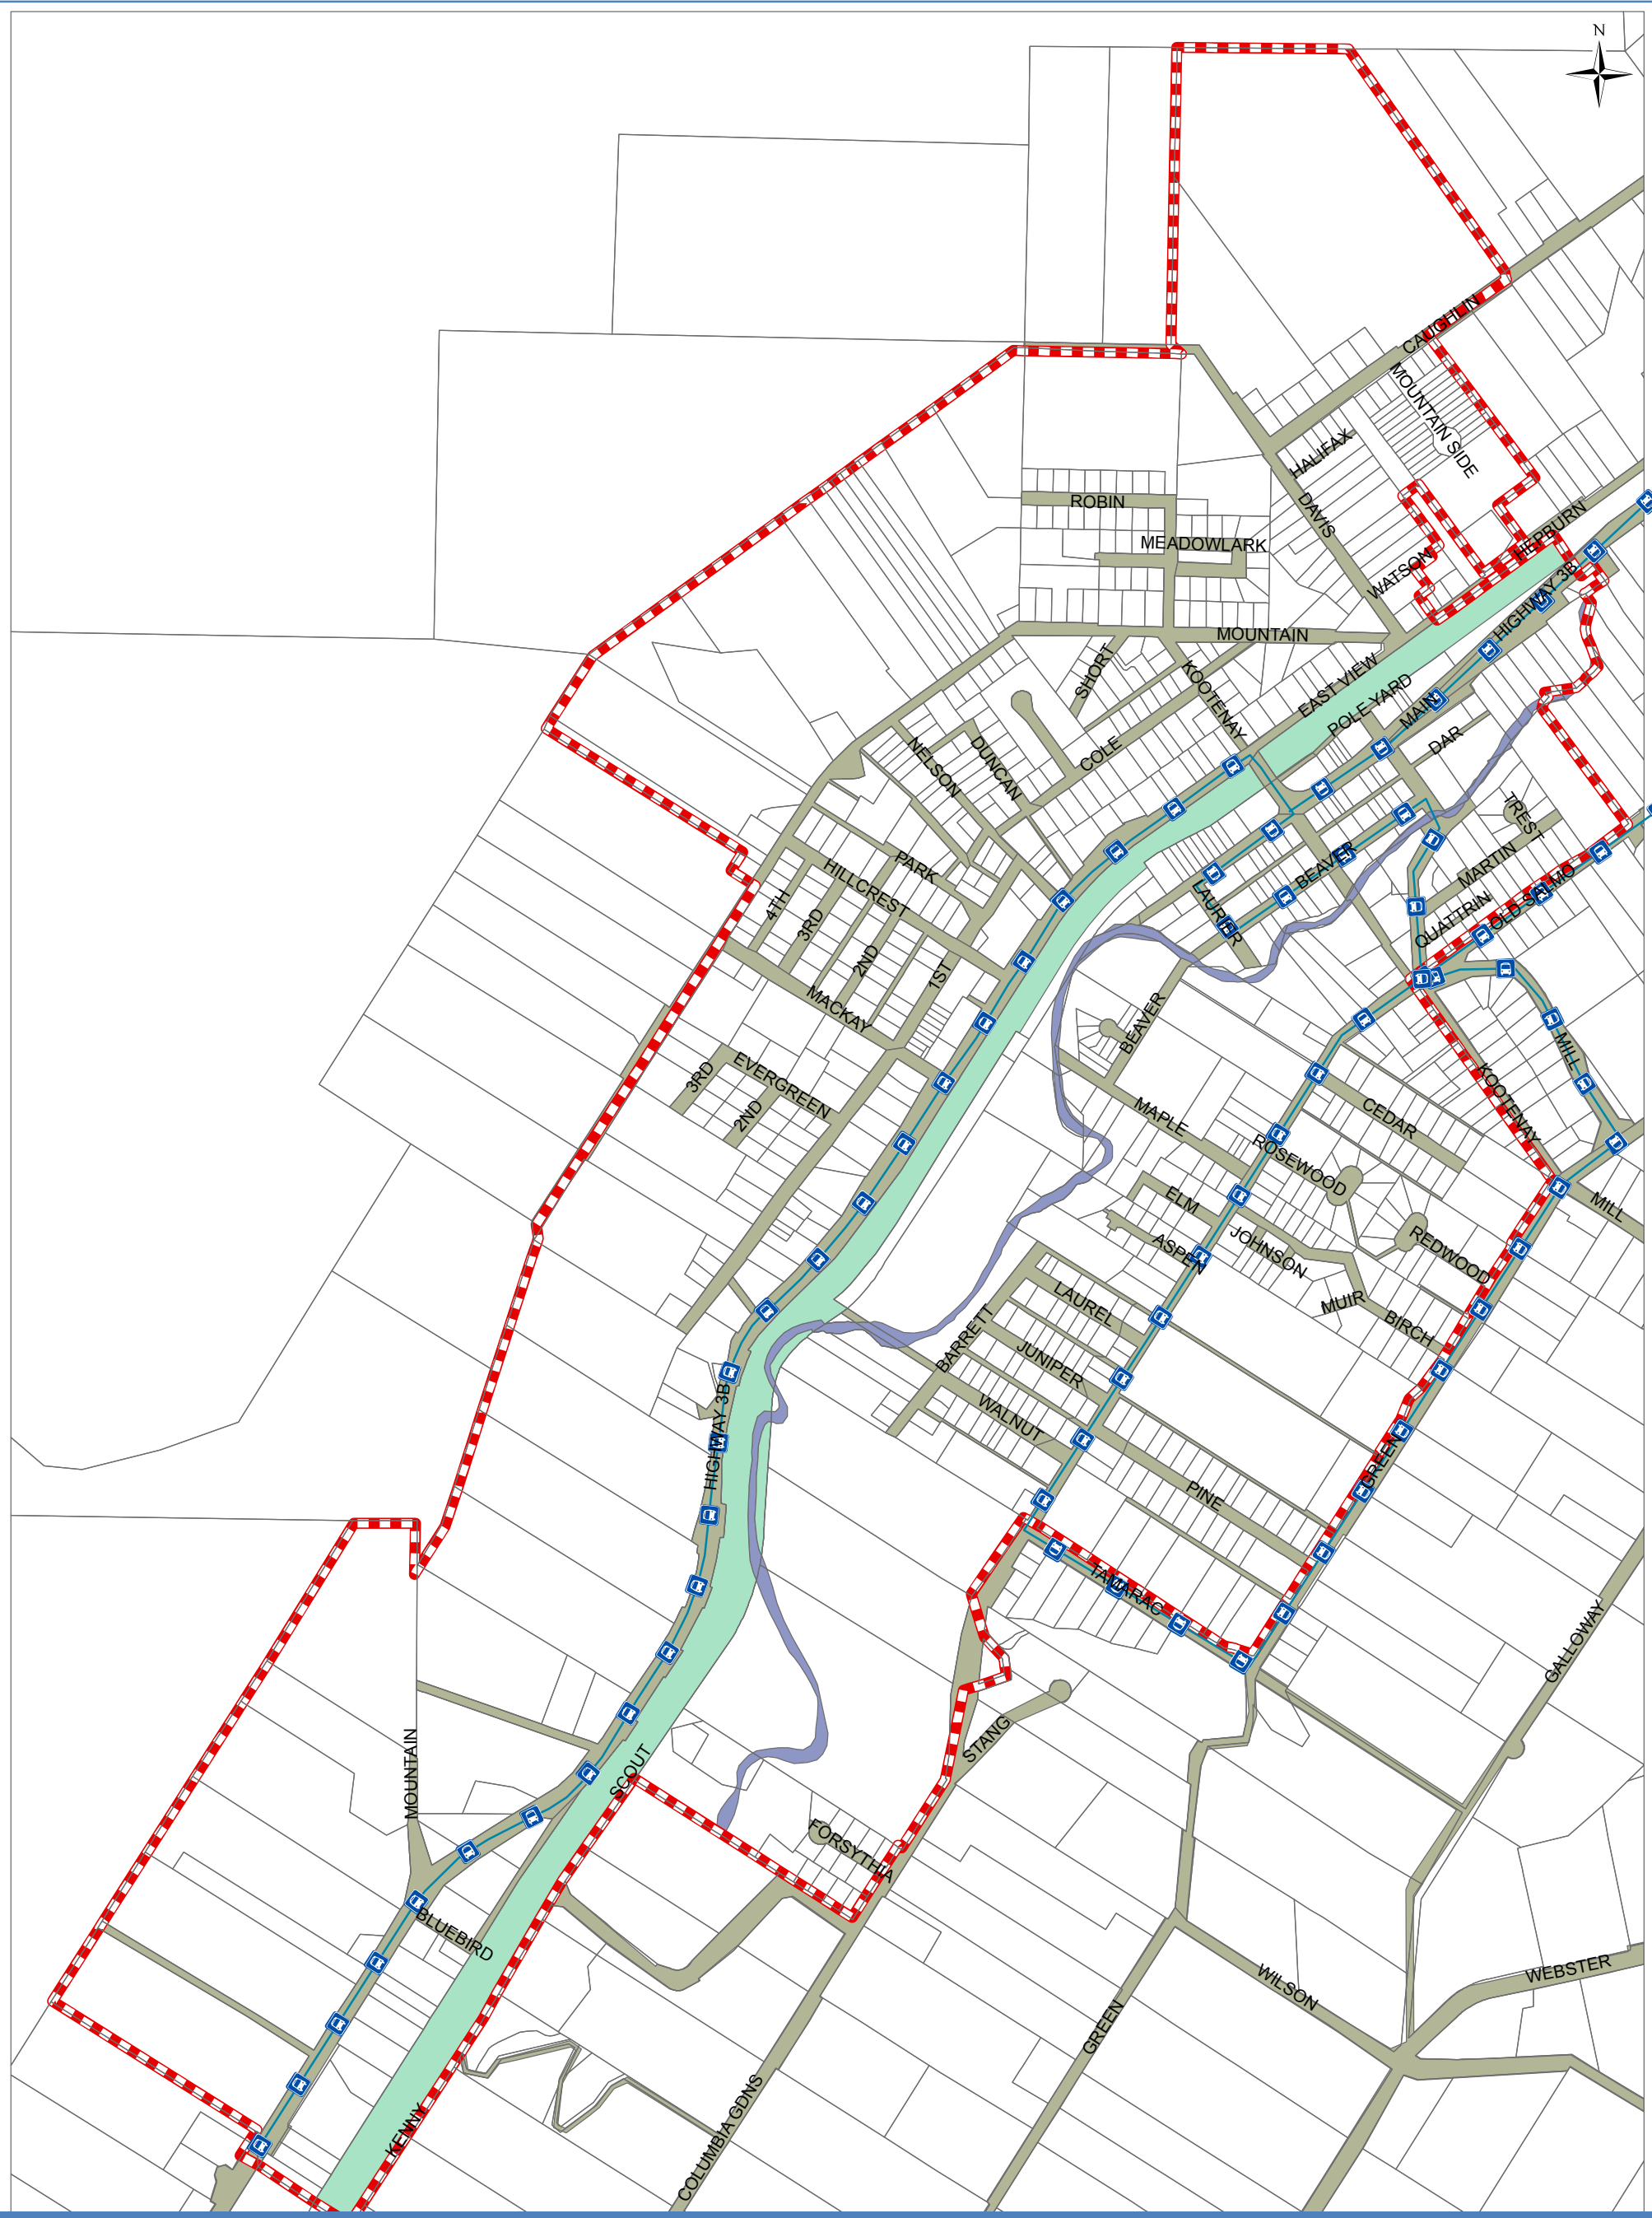 N
CAUGHLIN
MOUNTAIN SIDE
HALIFAX
ROBIN
DAVIS
HEPBURN
MEADOWLARK
WATSON
HIGHWAY 3B
MOUNTAIN
SHORT
KOOTENAY
EAST VIEW
POLE YARD
MAIN
DAR
NELSON
DUNCAN
COLE
TREST
PARK
HILLCREST
BEAVER
MARTIN
OLD SALMO
LAURIER
QUATTRIN
4TH
3RD
2ND
1ST
MACKAY
BEAVER
MILL
EVERGREEN
3RD
2ND
KOOTENAY
MAPLE
CEDAR
ROSEWOOD
ELM
MILL
JOHNSON
ASPEN
REDWOOD
LAUREL
MUIR
BIRCH
BARRETT
JUNIPER
HIGHWAY 3B
WALNUT
GREEN
PINE
TAMARAC
GALLOWAY
STANG
MOUNTAIN
SCOUT
FORSYTHIA
BLUEBIRD
WILSON
WEBSTER
GREEN
KENNY
COLUMBIA GDNS